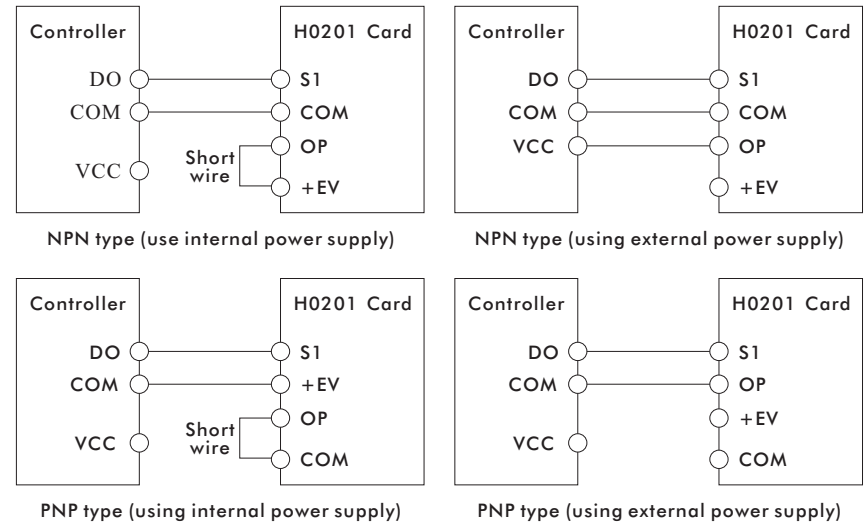 Controller H0201 Card
DO S1
COM COM
OP
Short
wire
VCC
+EV
NPN type (use internal power supply)
Controller H0201 Card
DO S1
COM COM
VCC OP
+EV
NPN type (using external power supply)
Controller H0201 Card
DO S1
COM +EV
OP
Short
wire
VCC
COM
PNP type (using internal power supply)
Controller H0201 Card
DO S1
COM OP
+EV
VCC
COM
PNP type (using external power supply)